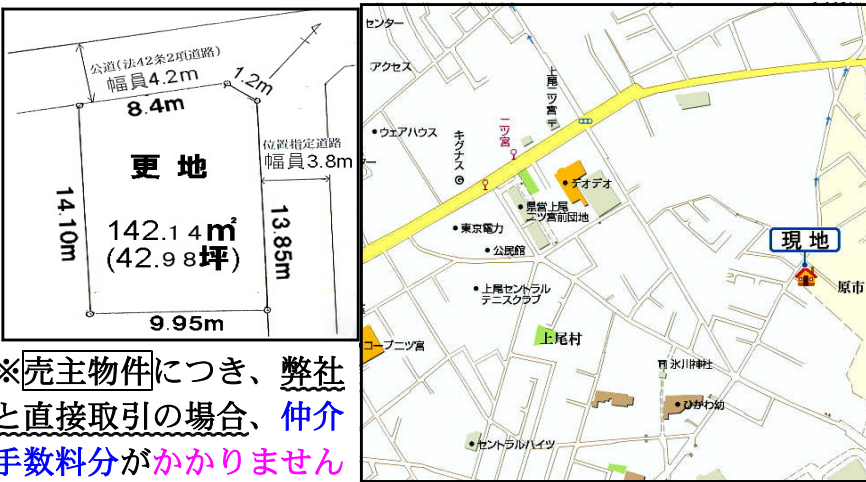 公道(法42条2項道路)
幅員4.2m
1.2m
8.4m
位置指定道路
幅員3.8m
更地
14.10m
142.14㎡
(42.98坪)
13.85m
9.95m
※売主物件につき、弊社
と直接取引の場合、仲介
手数料分がかかりません
センター
アクセス
ウェアハウス
キグナス
二ツ宮
上尾二ツ宮
デオデオ
県営上尾
二ツ宮前団地
東京電力
公民館
上尾セントラル
テニスクラブ
現地
原市
コープ二ツ宮
上尾村
氷川神社
ひかわ幼
セントラルハイツ